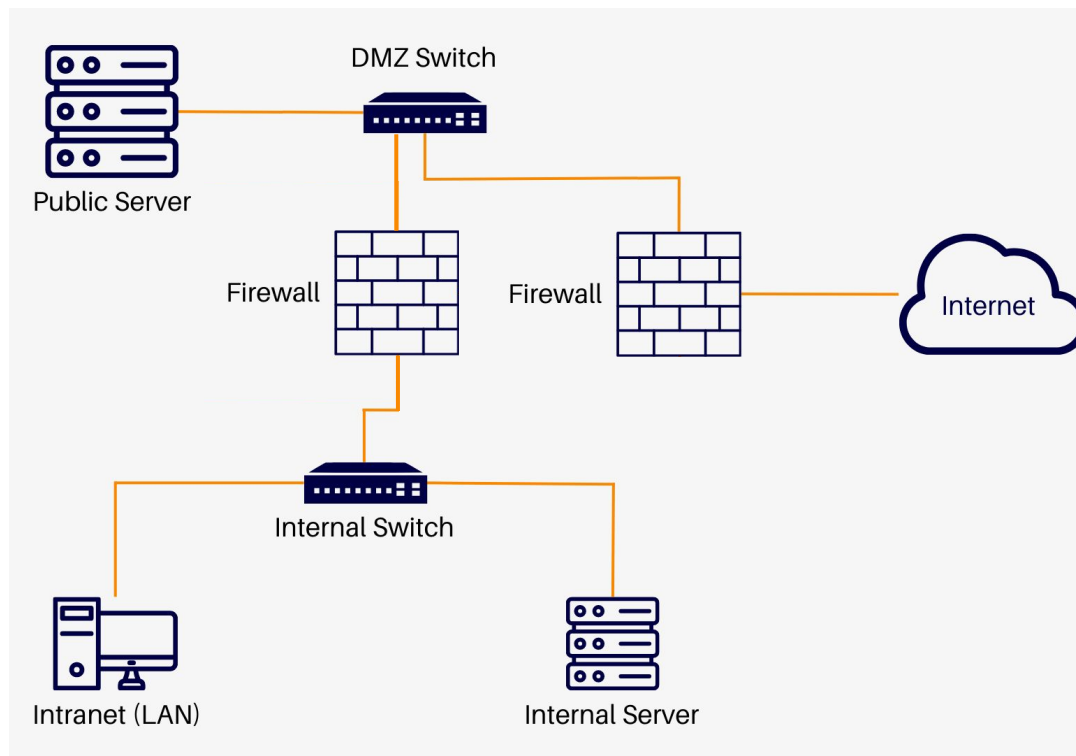 DMZ Switch
Public Server
Firewall
Firewall
Internet
Internal Switch
Intranet (LAN)
Internal Server